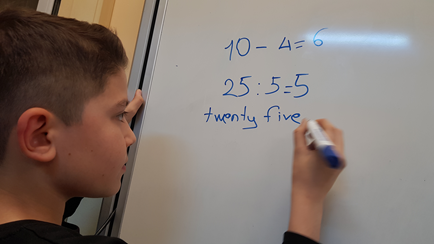 10 - 4 = 6
25 : 5 = 5
twenty five